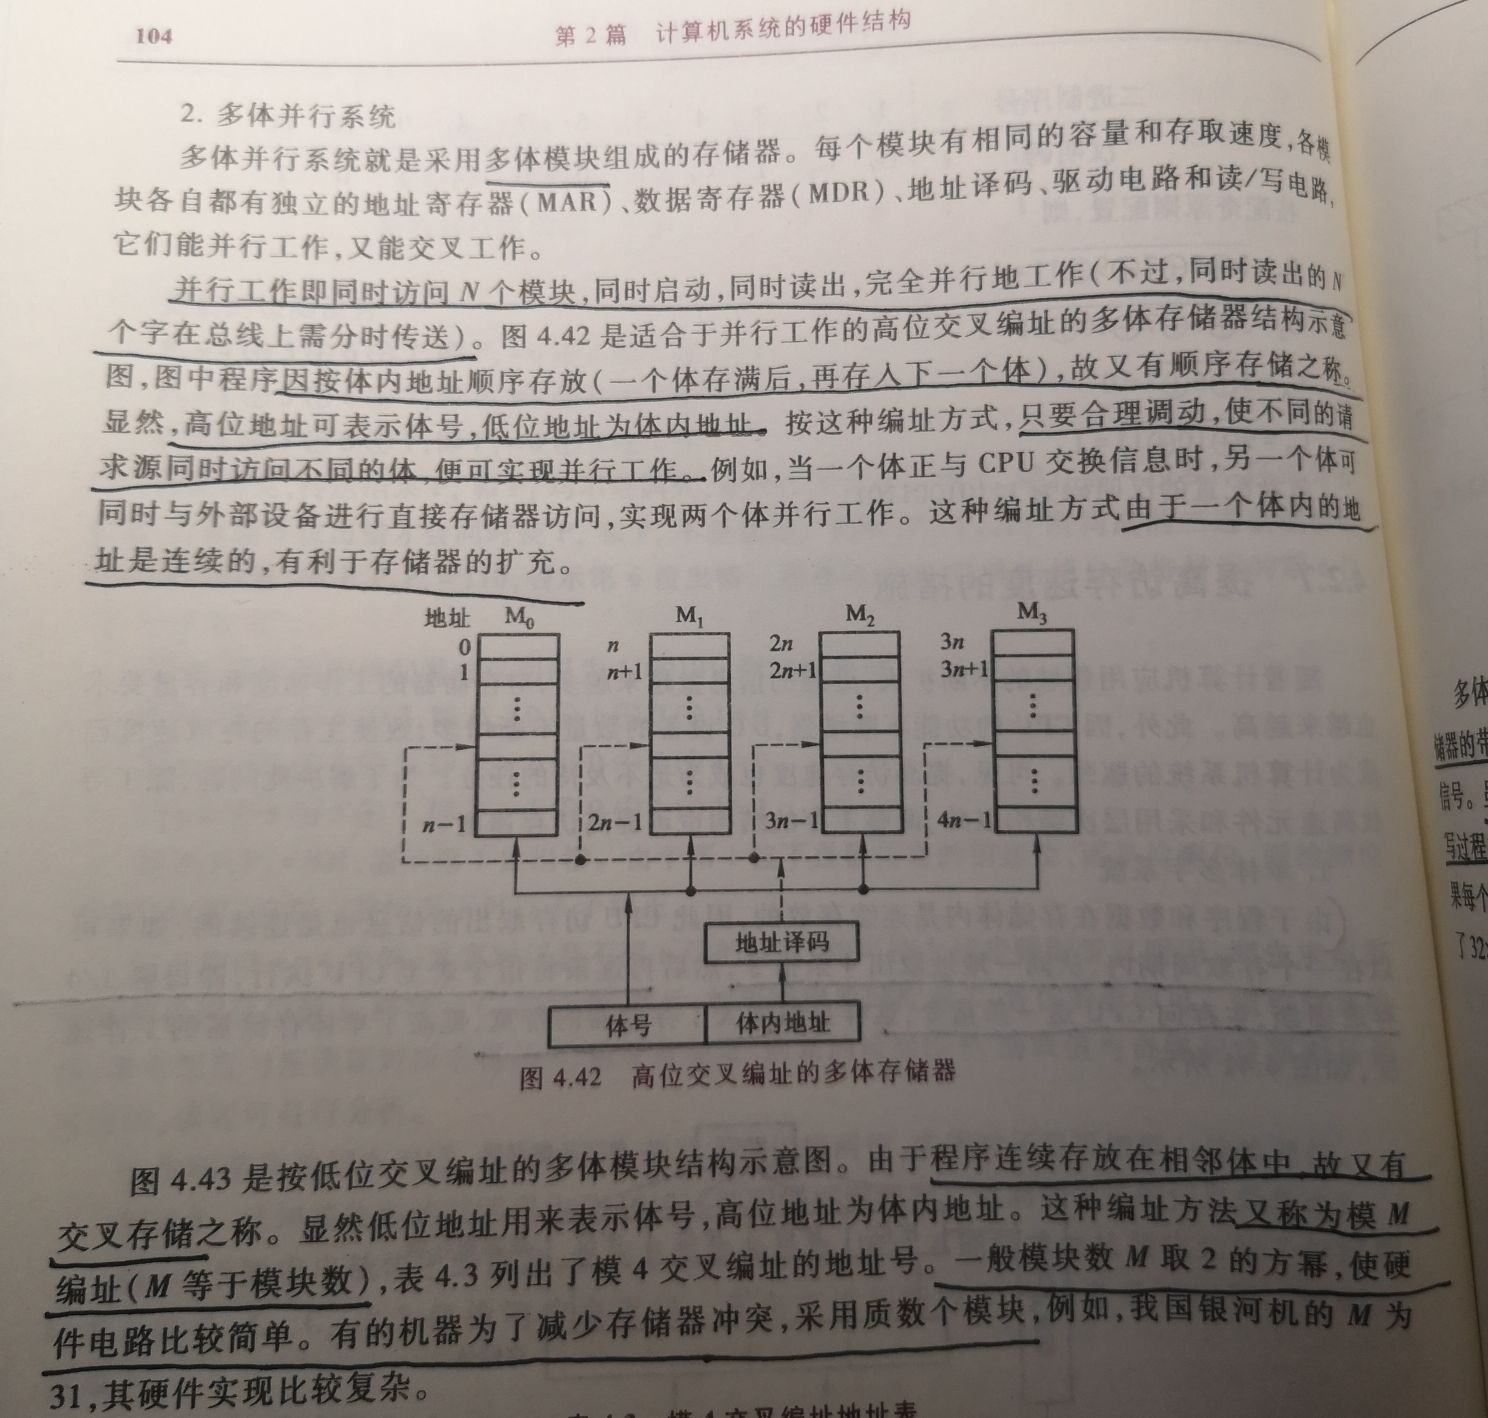 104
第2篇 计算机系统的硬件结构
2. 多体并行系统
多体并行系统就是采用多体模块组成的存储器。每个模块有相同的容量和存取速度,各模
块各自都有独立的地址寄存器(MAR)、数据寄存器(MDR)、地址译码、驱动电路和读/写电路,
它们能并行工作,又能交叉工作。
并行工作即同时访问 N 个模块,同时启动,同时读出,完全并行地工作(不过,同时读出的 N
个字在总线上需分时传送)。图 4.42 是适合于并行工作的高位交叉编址的多体存储器结构示意
图,图中程序因按体内地址顺序存放(一个体存满后,再存入下一个体),故又有顺序存储之称。
显然,高位地址可表示体号,低位地址为体内地址。按这种编址方式,只要合理调动,使不同的请
求源同时访问不同的体,便可实现并行工作。例如,当一个体正与 CPU 交换信息时,另一个体可
同时与外部设备进行直接存储器访问,实现两个体并行工作。这种编址方式由于一个体内的地
址是连续的,有利于存储器的扩充。
地址 M0 M1 M2 M3
0 n 2n 3n
1 n+1 2n+1 3n+1
n-1 2n-1 3n-1 4n-1
地址译码
体号 体内地址
图 4.42 高位交叉编址的多体存储器
图 4.43 是按低位交叉编址的多体模块结构示意图。由于程序连续存放在相邻体中,故又有
交叉存储之称。显然低位地址用来表示体号,高位地址为体内地址。这种编址方法又称为模 M
编址(M 等于模块数),表 4.3 列出了模 4 交叉编址的地址号。一般模块数 M 取 2 的方幂,使硬
件电路比较简单。有的机器为了减少存储器冲突,采用质数个模块,例如,我国银河机的 M 为
31,其硬件实现比较复杂。
表 4.3 模 4 交叉编址地址表
多体
储器的带
信号。
写过程
果每个
了32